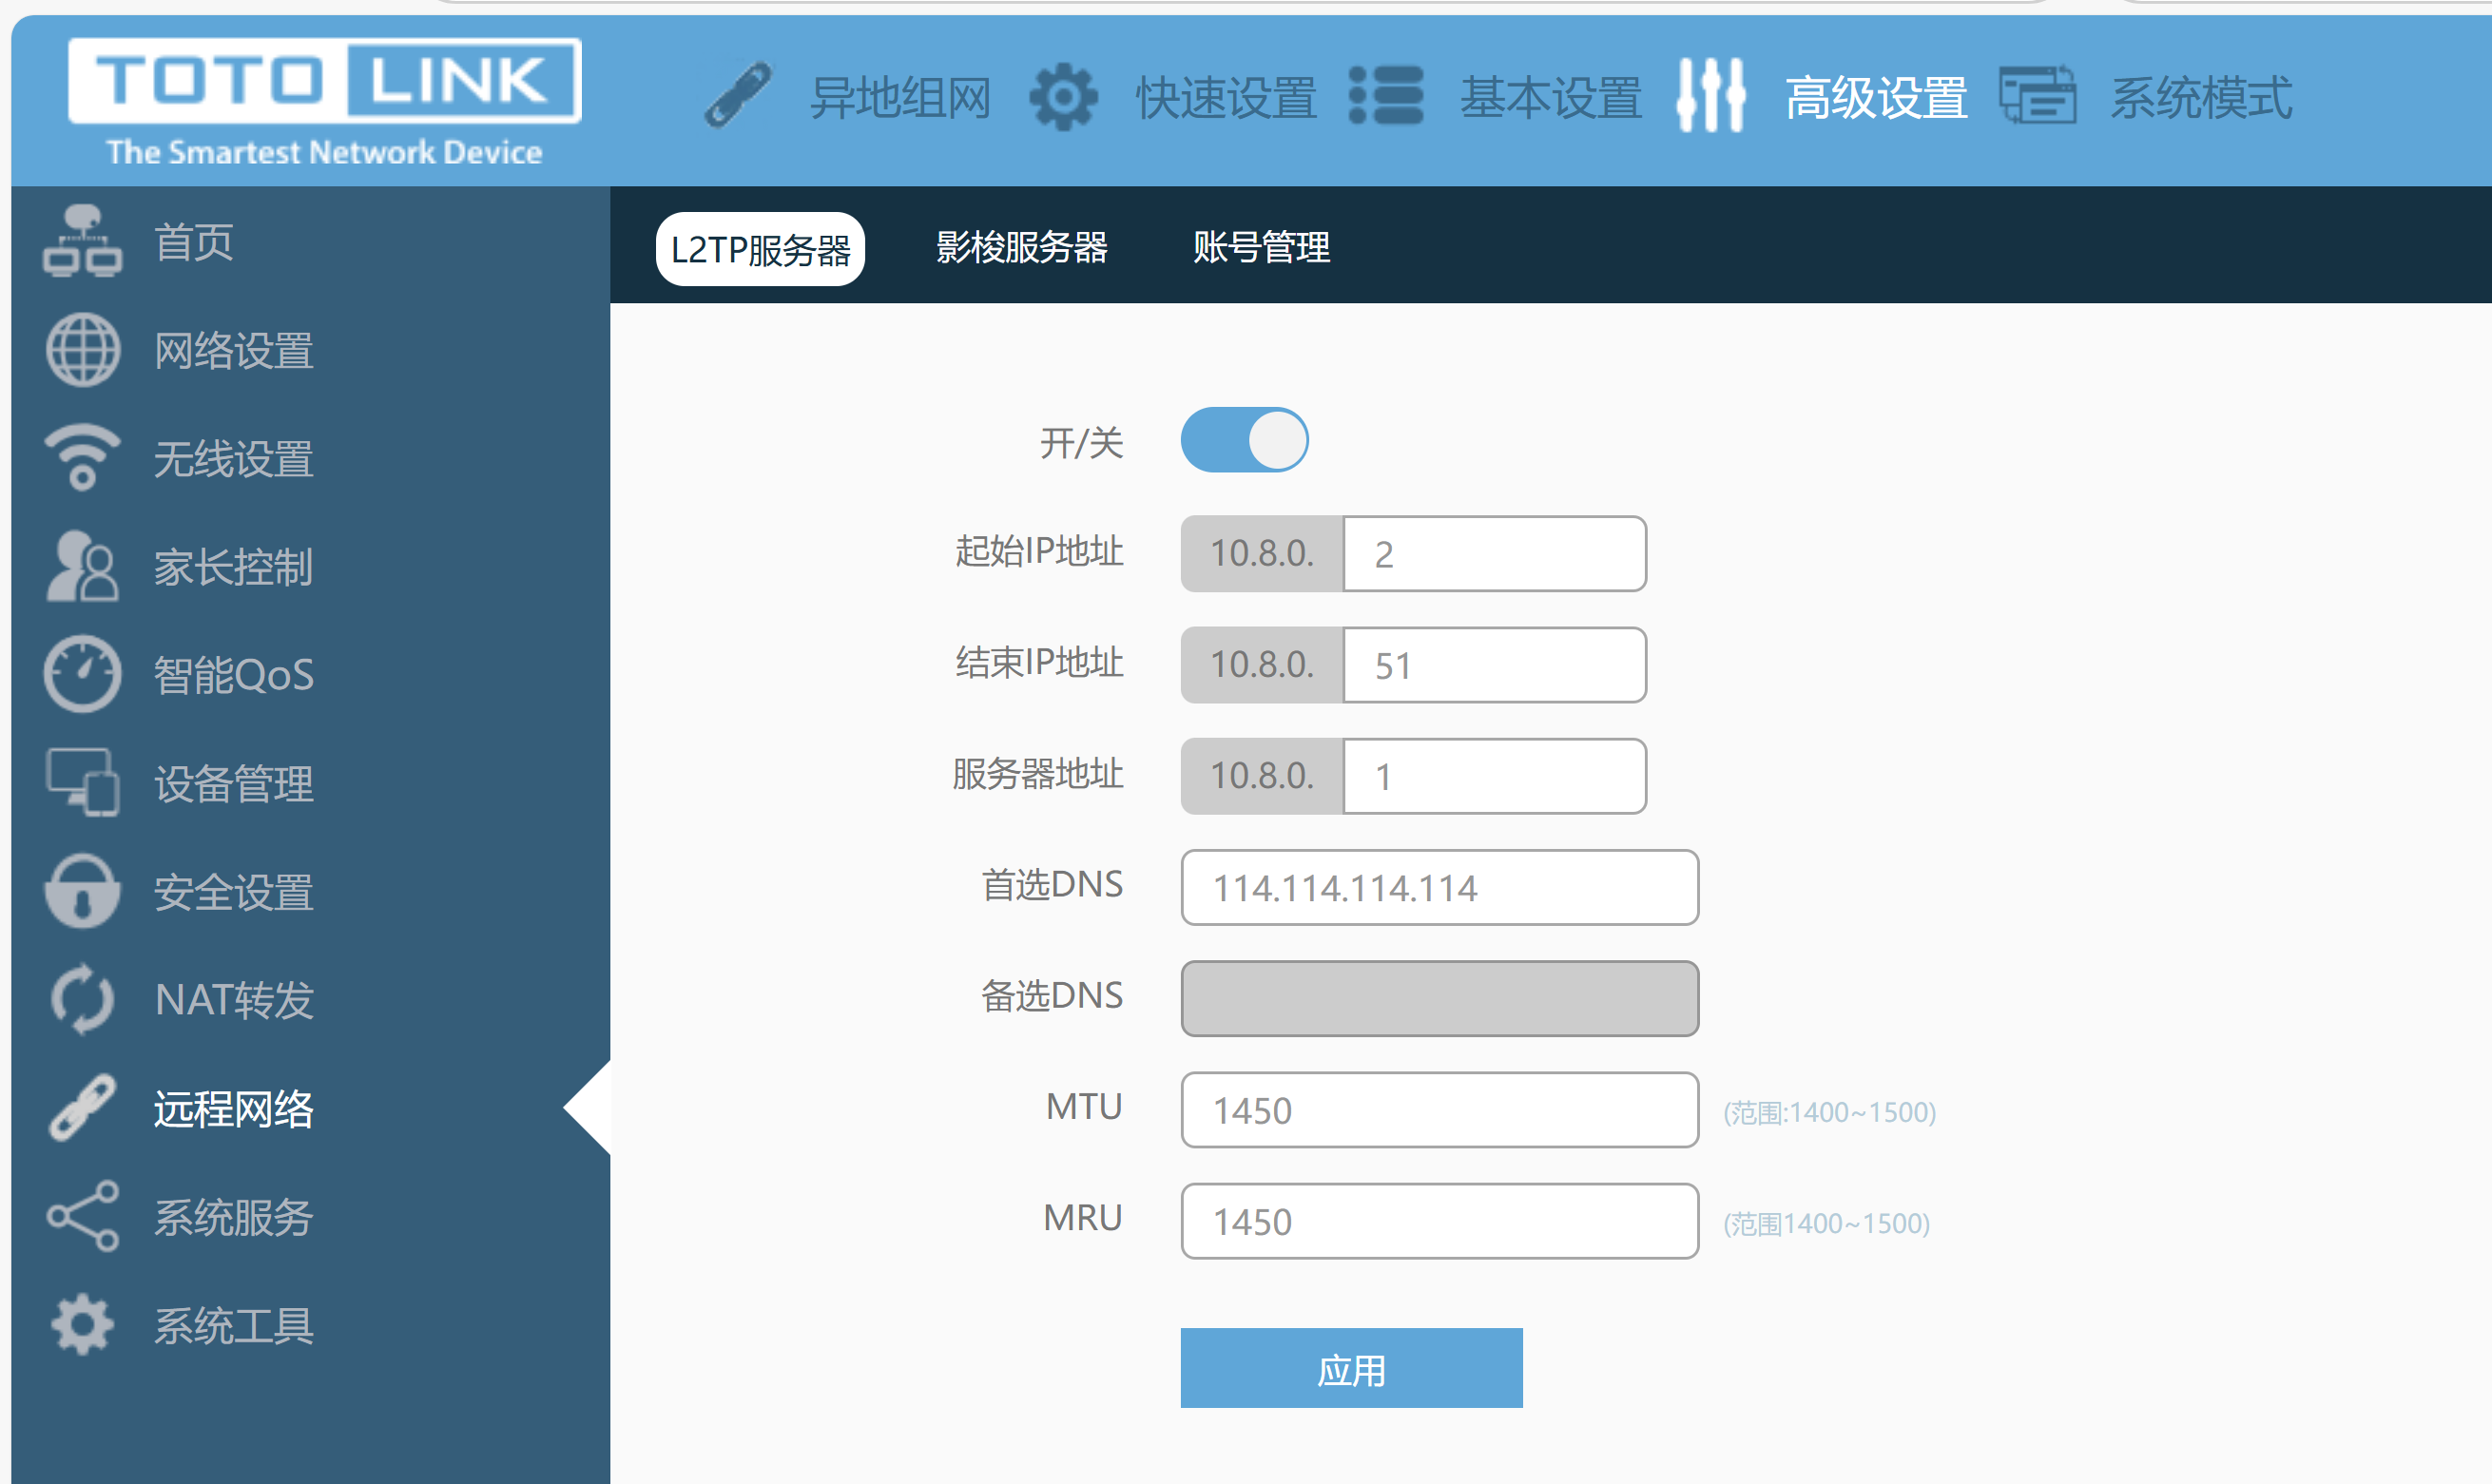 TOTO LINK
The Smartest Network Device
异地组网 快速设置 基本设置 高级设置 系统模式
L2TP服务器 影梭服务器 账号管理
首页
网络设置
无线设置
家长控制
智能QoS
设备管理
安全设置
NAT转发
远程网络
系统服务
系统工具
开/关
起始IP地址 10.8.0. 2
结束IP地址 10.8.0. 51
服务器地址 10.8.0. 1
首选DNS 114.114.114.114
备选DNS
MTU 1450 (范围:1400~1500)
MRU 1450 (范围1400~1500)
应用